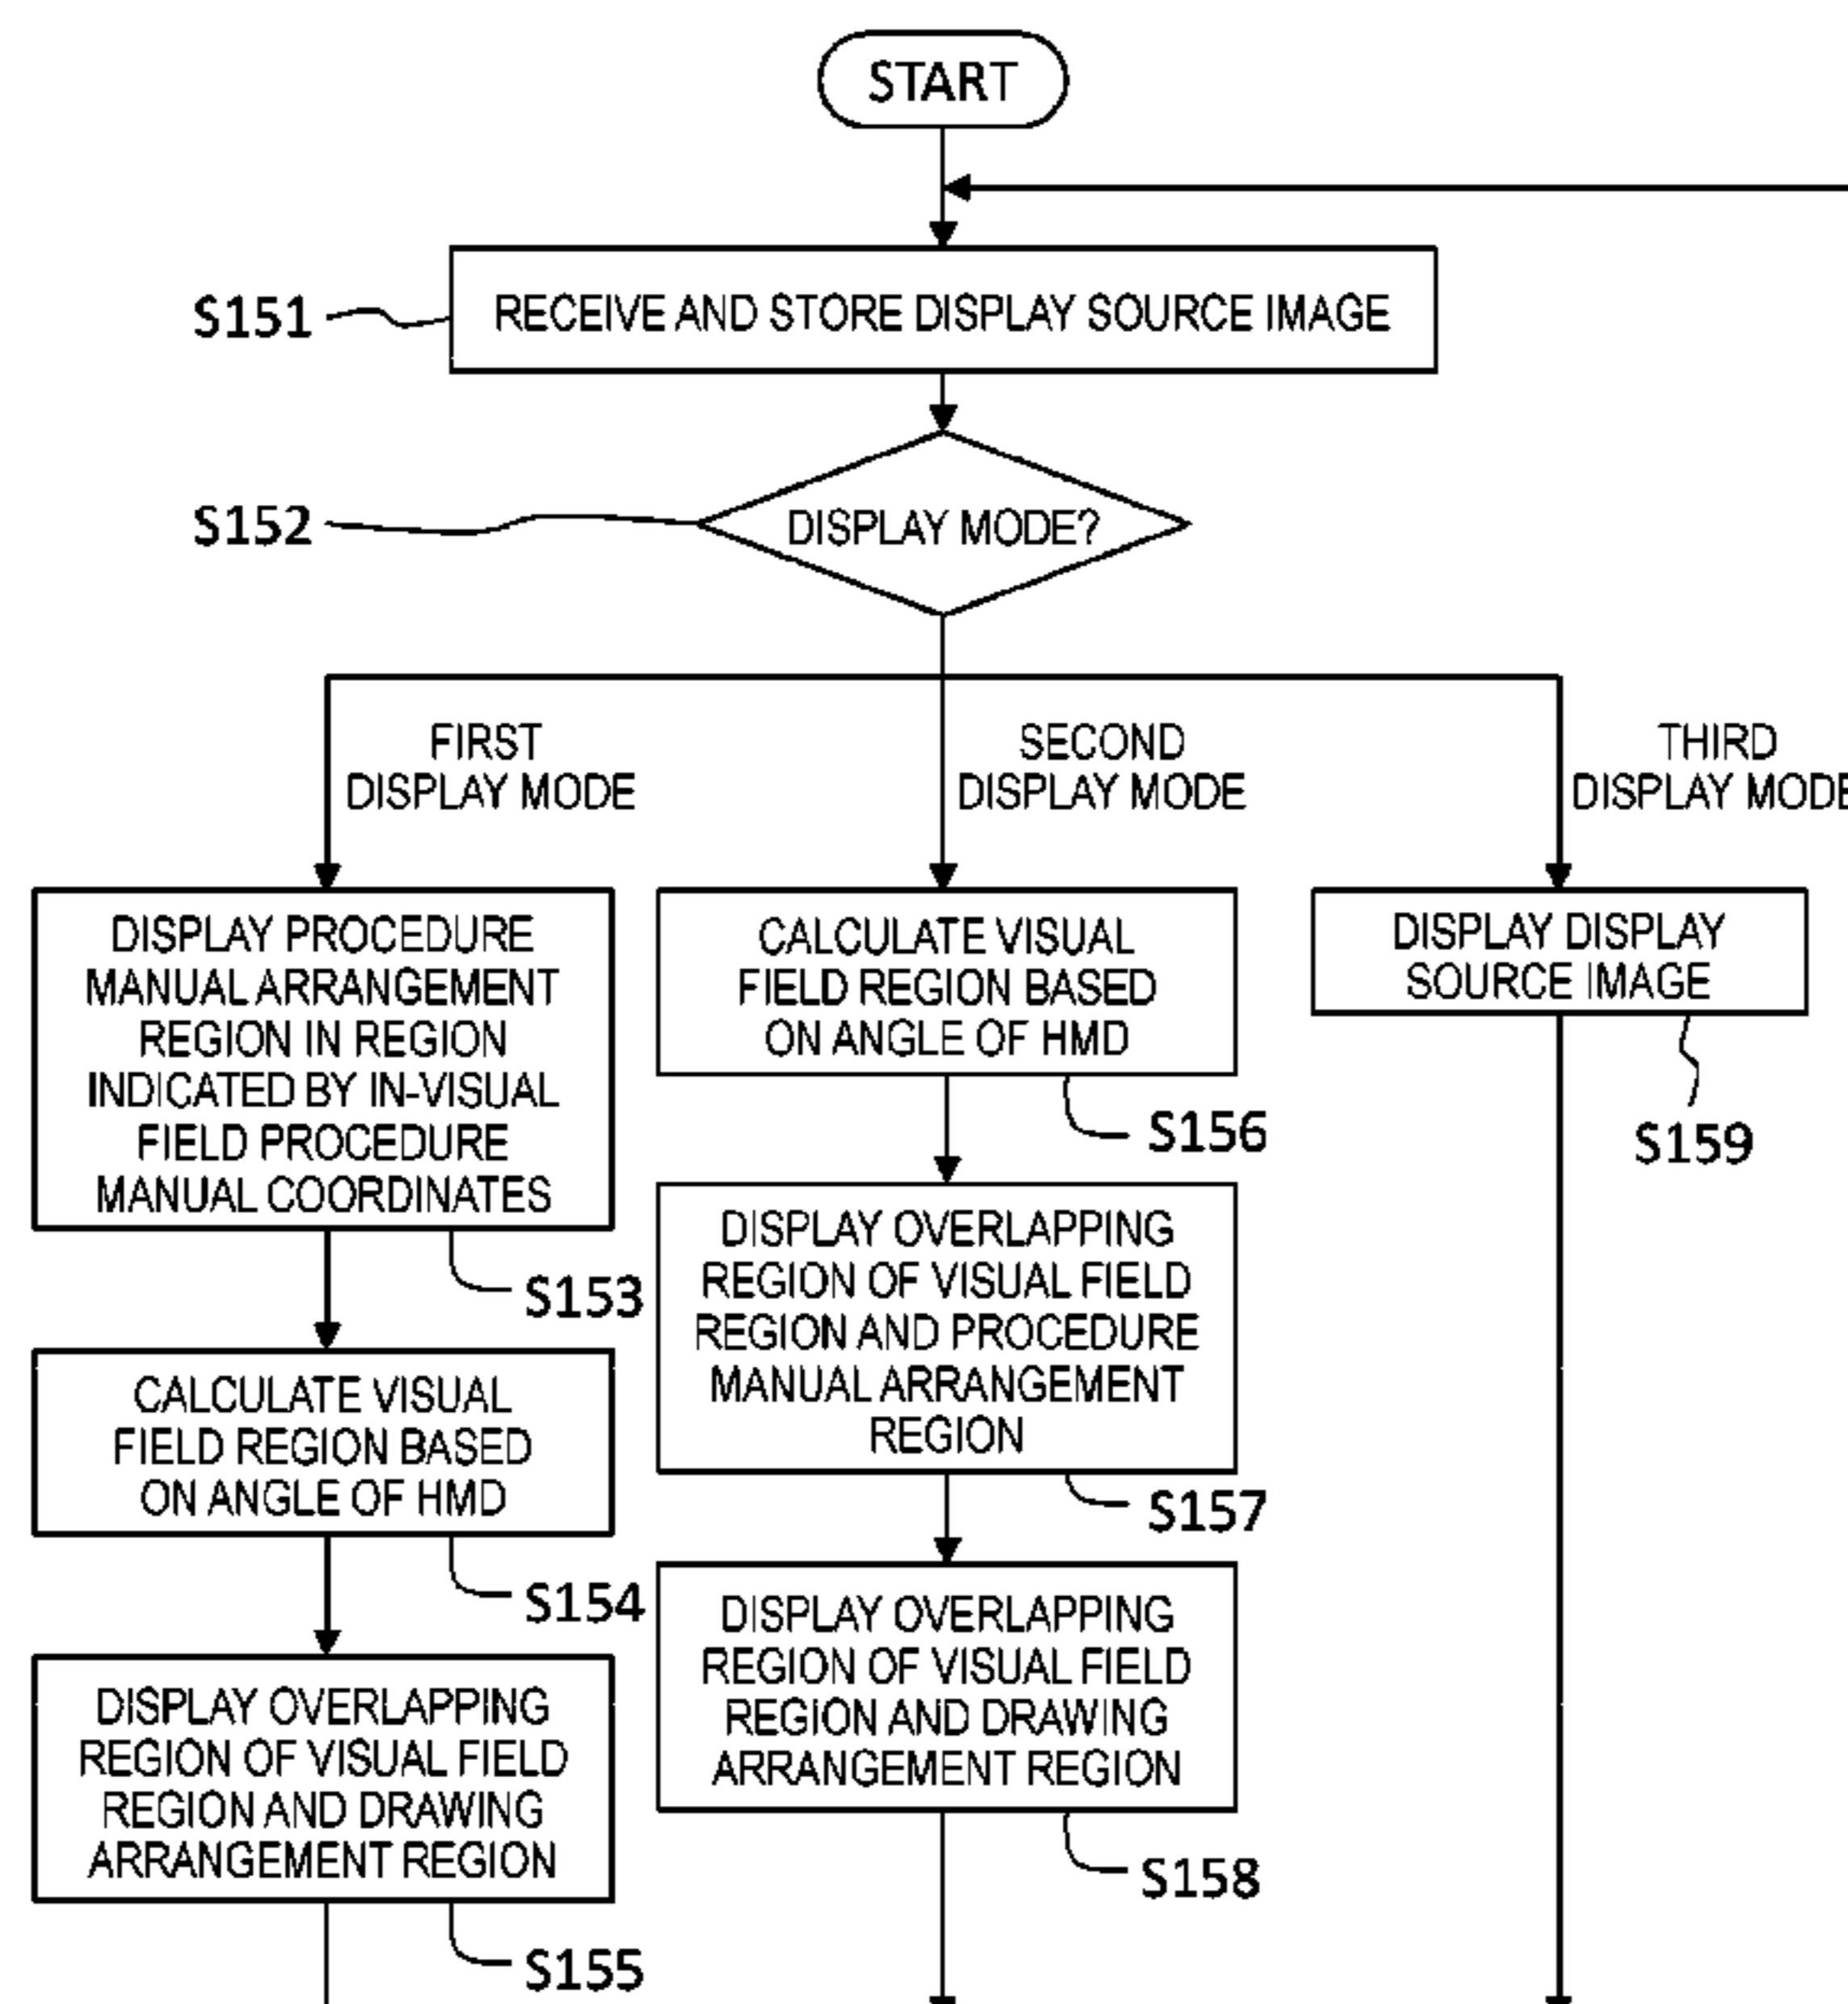 START
S151
RECEIVE AND STORE DISPLAY SOURCE IMAGE
S152
DISPLAY MODE?
FIRST
DISPLAY MODE
SECOND
DISPLAY MODE
THIRD
DISPLAY MODE
DISPLAY PROCEDURE
MANUAL ARRANGEMENT
REGION IN REGION
INDICATED BY IN-VISUAL
FIELD PROCEDURE
MANUAL COORDINATES
S153
CALCULATE VISUAL
FIELD REGION BASED
ON ANGLE OF HMD
S154
DISPLAY OVERLAPPING
REGION OF VISUAL FIELD
REGION AND DRAWING
ARRANGEMENT REGION
S155
CALCULATE VISUAL
FIELD REGION BASED
ON ANGLE OF HMD
S156
DISPLAY OVERLAPPING
REGION OF VISUAL FIELD
REGION AND PROCEDURE
MANUAL ARRANGEMENT
REGION
S157
DISPLAY OVERLAPPING
REGION OF VISUAL FIELD
REGION AND DRAWING
ARRANGEMENT REGION
S158
DISPLAY DISPLAY
SOURCE IMAGE
S159